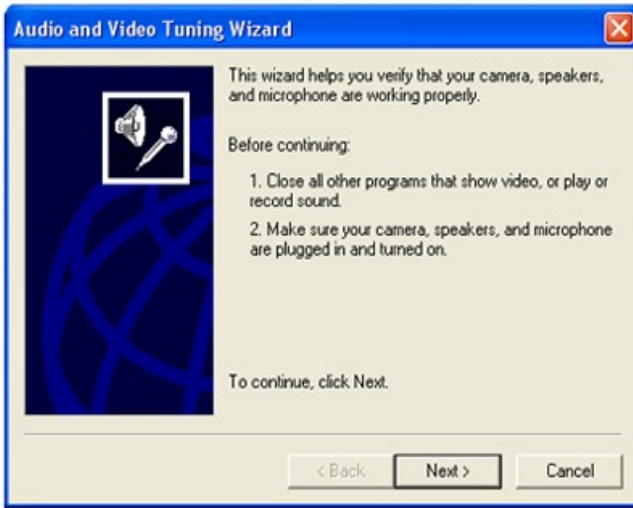 Audio and Video Tuning Wizard
This wizard helps you verify that your camera, speakers,
and microphone are working properly.
Before continuing:
1. Close all other programs that show video, or play or
record sound.
2. Make sure your camera, speakers, and microphone
are plugged in and turned on.
To continue, click Next.
< Back
Next >
Cancel